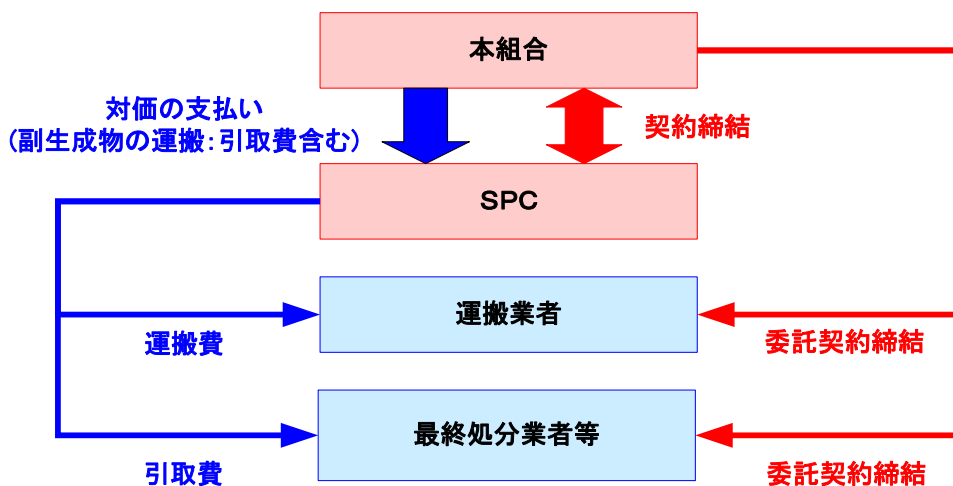 本組合
対価の支払い
(副生成物の運搬：引取費含む)
契約締結
SPC
運搬業者
運搬費
委託契約締結
最終処分業者等
引取費
委託契約締結